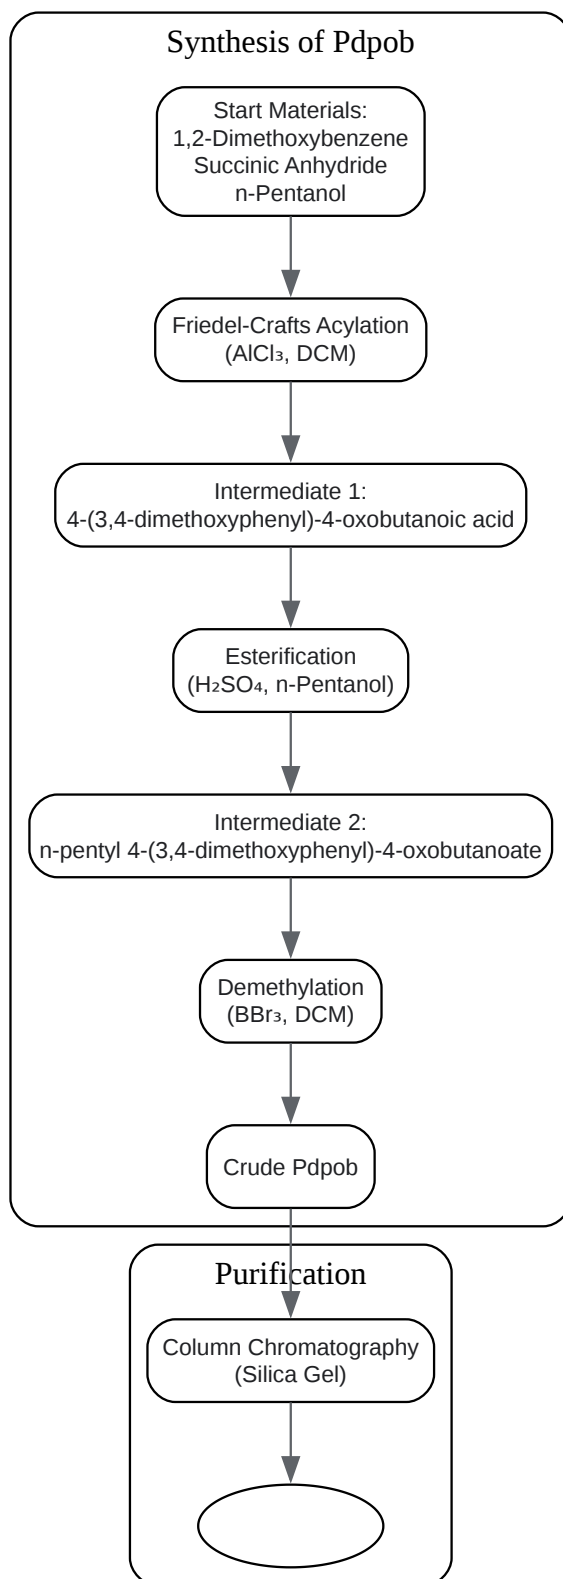 Synthesis of Pdpob
Start Materials:
1,2-Dimethoxybenzene
Succinic Anhydride
n-Pentanol
Friedel-Crafts Acylation
(AlCl₃, DCM)
Intermediate 1:
4-(3,4-dimethoxyphenyl)-4-oxobutanoic acid
Esterification
(H₂SO₄, n-Pentanol)
Intermediate 2:
n-pentyl 4-(3,4-dimethoxyphenyl)-4-oxobutanoate
Demethylation
(BBr₃, DCM)
Crude Pdpob
Purification
Column Chromatography
(Silica Gel)